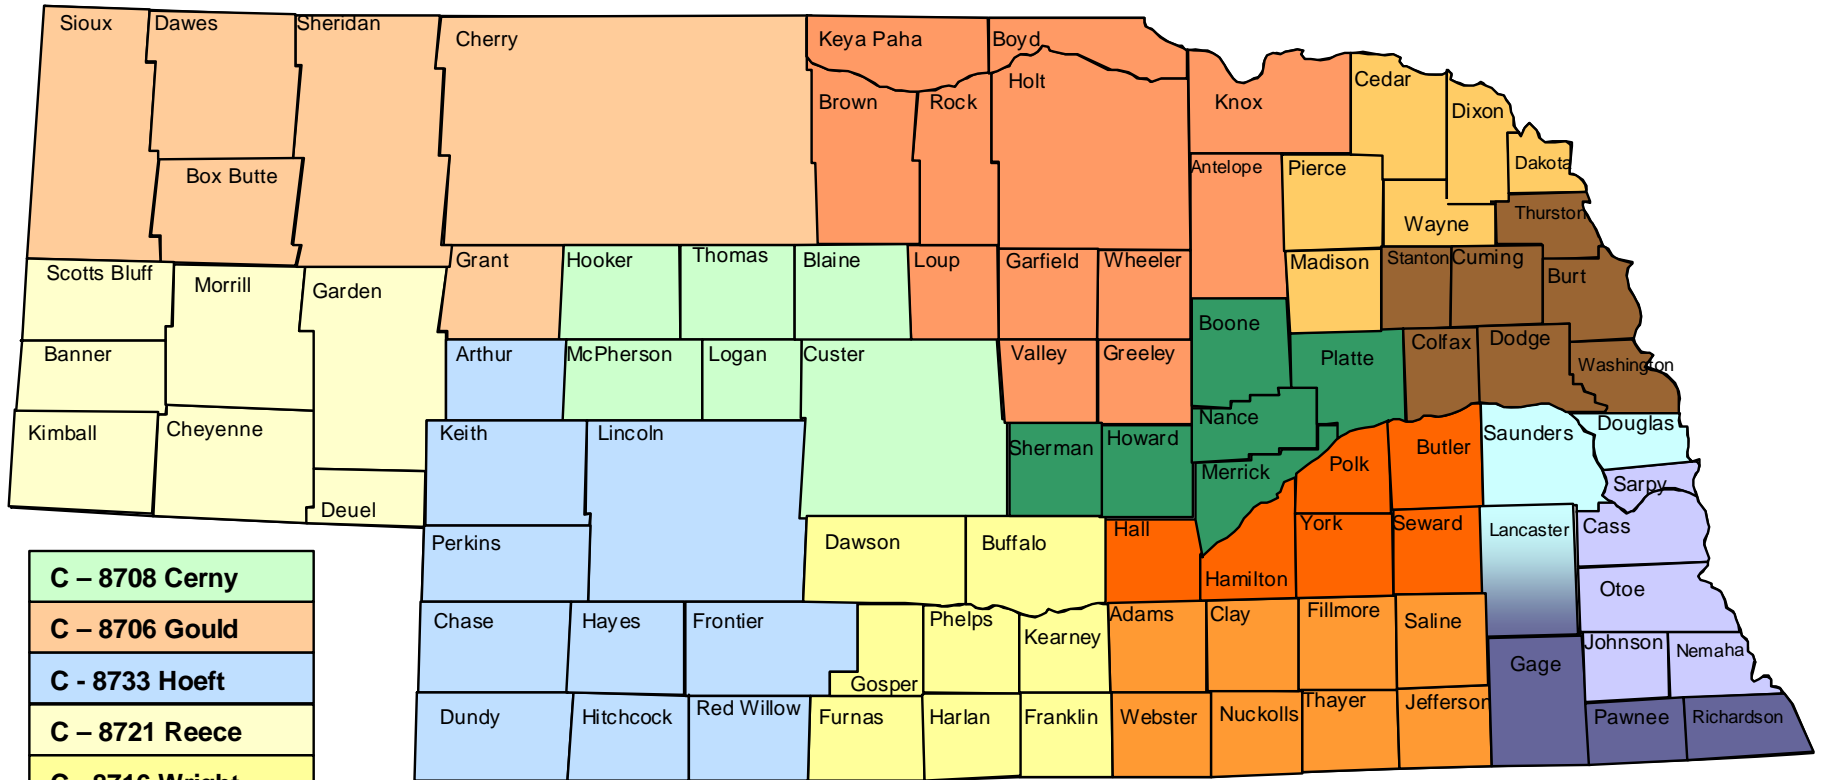 Sioux
Dawes
Sheridan
Cherry
Keya Paha
Boyd
Holt
Knox
Cedar
Dixon
Dakota
Brown
Rock
Antelope
Pierce
Box Butte
Wayne
Thurston
Scotts Bluff
Morrill
Garden
Grant
Hooker
Thomas
Blaine
Loup
Garfield
Wheeler
Madison
Stanton
Cuming
Burt
Boone
Banner
Arthur
McPherson
Logan
Custer
Valley
Greeley
Platte
Colfax
Dodge
Washington
Kimball
Cheyenne
Keith
Lincoln
Sherman
Howard
Nance
Merrick
Polk
Butler
Saunders
Douglas
Sarpy
Deuel
Perkins
Dawson
Buffalo
Hall
Hamilton
York
Seward
Lancaster
Cass
Otoe
Chase
Hayes
Frontier
Gosper
Phelps
Kearney
Adams
Clay
Fillmore
Saline
Gage
Johnson
Nemaha
Dundy
Hitchcock
Red Willow
Furnas
Harlan
Franklin
Webster
Nuckolls
Thayer
Jefferson
Pawnee
Richardson
C – 8708 Cerny
C – 8706 Gould
C - 8733 Hoeft
C – 8721 Reece
C - 8716 Wright